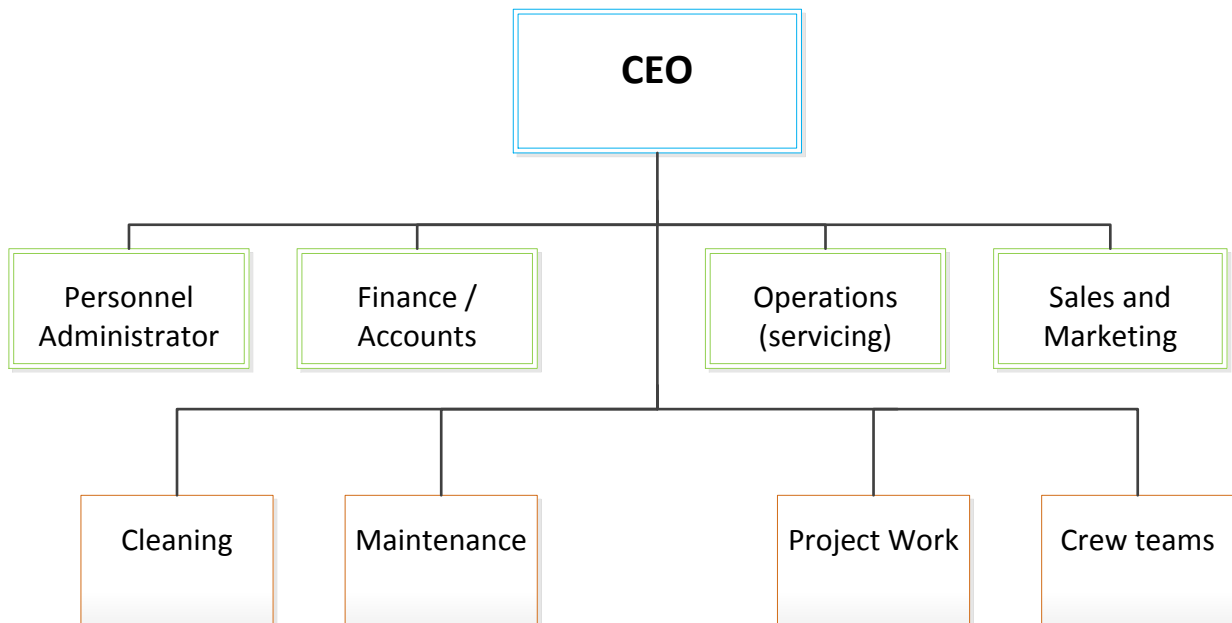 CEO
Personnel
Administrator
Finance /
Accounts
Operations
(servicing)
Sales and
Marketing
Cleaning
Maintenance
Project Work
Crew teams